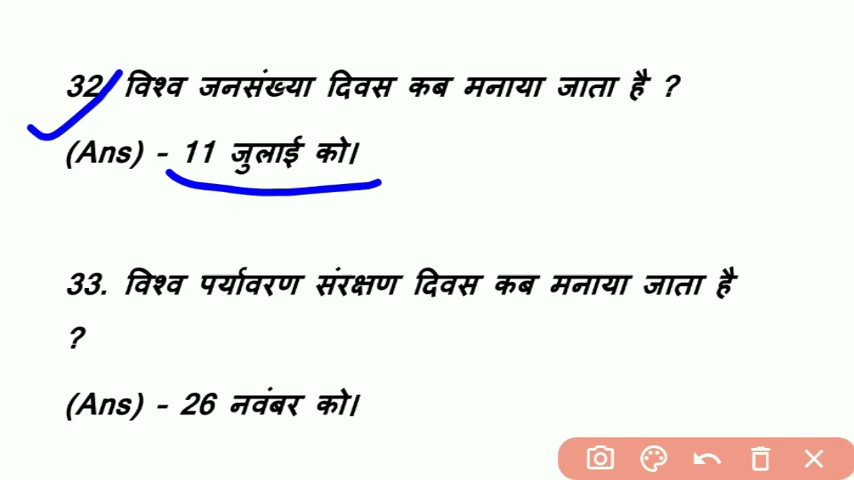 32. विश्व जनसंख्या दिवस कब मनाया जाता है ?
(Ans) - 11 जुलाई को।
33. विश्व पर्यावरण संरक्षण दिवस कब मनाया जाता है
?
(Ans) - 26 नवंबर को।